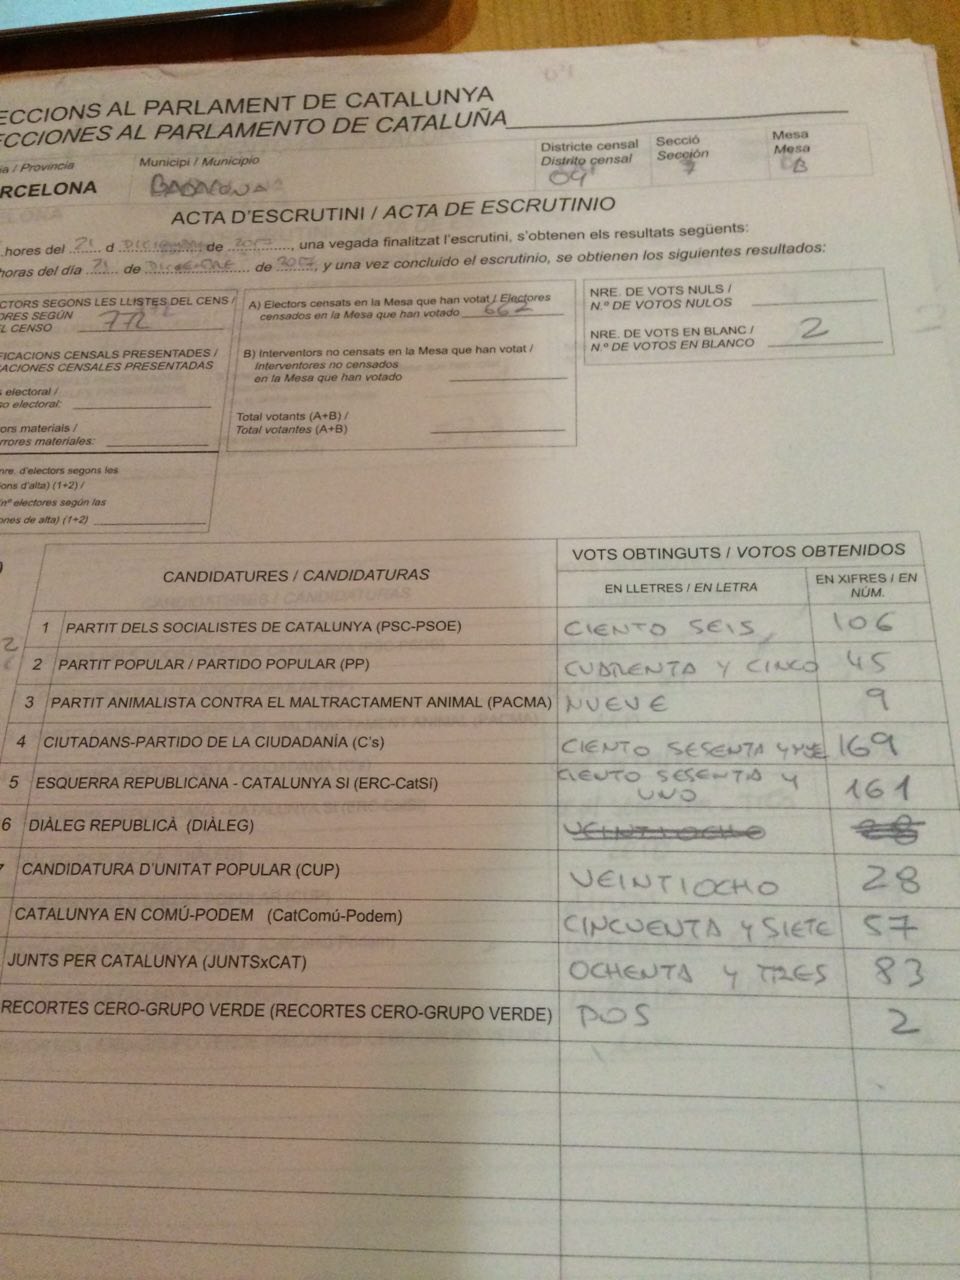 ECCIONS AL PARLAMENT DE CATALUNYA
ECCIONES AL PARLAMENTO DE CATALUÑA
a / Provincia
RCELONA
Municipi / Municipio
BADALONA
Districte censal
Distrito censal
04
Secció
Sección
7
Mesa
Mesa
B
ACTA D'ESCRUTINI / ACTA DE ESCRUTINIO
hores del 21 d DICIEMBRE de 2017, una vegada finalitzat l'escrutini, s'obtenen els resultats següents:
horas del día 21 de DICIEMBRE de 2017, y una vez concluido el escrutinio, se obtienen los siguientes resultados:
CTORS SEGONS LES LLISTES DEL CENS /
ORES SEGÚN
EL CENSO 772
FICACIONS CENSALS PRESENTADES /
ACIONES CENSALES PRESENTADAS
s electoral /
so electoral:
ors materials /
rrores materiales:
nre. d'electors segons les
ions d'alta) (1+2) /
nº electores según las
ones de alta) (1+2)
A) Electors censats en la Mesa que han votat / Electores
censados en la Mesa que han votado 662
B) Interventors no censats en la Mesa que han votat /
Interventores no censados
en la Mesa que han votado
Total votants (A+B) /
Total votantes (A+B)
NRE. DE VOTS NULS /
N.º DE VOTOS NULOS
NRE. DE VOTS EN BLANC /
N.º DE VOTOS EN BLANCO 2
CANDIDATURES / CANDIDATURAS
VOTS OBTINGUTS / VOTOS OBTENIDOS
EN LLETRES / EN LETRA
EN XIFRES / EN
NÚM.
1 PARTIT DELS SOCIALISTES DE CATALUNYA (PSC-PSOE) CIENTO SEIS 106
2 PARTIT POPULAR / PARTIDO POPULAR (PP) CUARENTA Y CINCO 45
3 PARTIT ANIMALISTA CONTRA EL MALTRACTAMENT ANIMAL (PACMA) NUEVE 9
4 CIUTADANS-PARTIDO DE LA CIUDADANÍA (C's) CIENTO SESENTA Y NUE 169
5 ESQUERRA REPUBLICANA - CATALUNYA SI (ERC-CatSí) CIENTO SESENTA Y
UNO 161
6 DIÀLEG REPUBLICÀ (DIÀLEG) VEINTIOCHO 28
CANDIDATURA D'UNITAT POPULAR (CUP) VEINTIOCHO 28
CATALUNYA EN COMÚ-PODEM (CatComú-Podem) CINCUENTA Y SIETE 57
JUNTS PER CATALUNYA (JUNTSxCAT) OCHENTA Y TRES 83
RECORTES CERO-GRUPO VERDE (RECORTES CERO-GRUPO VERDE) DOS 2